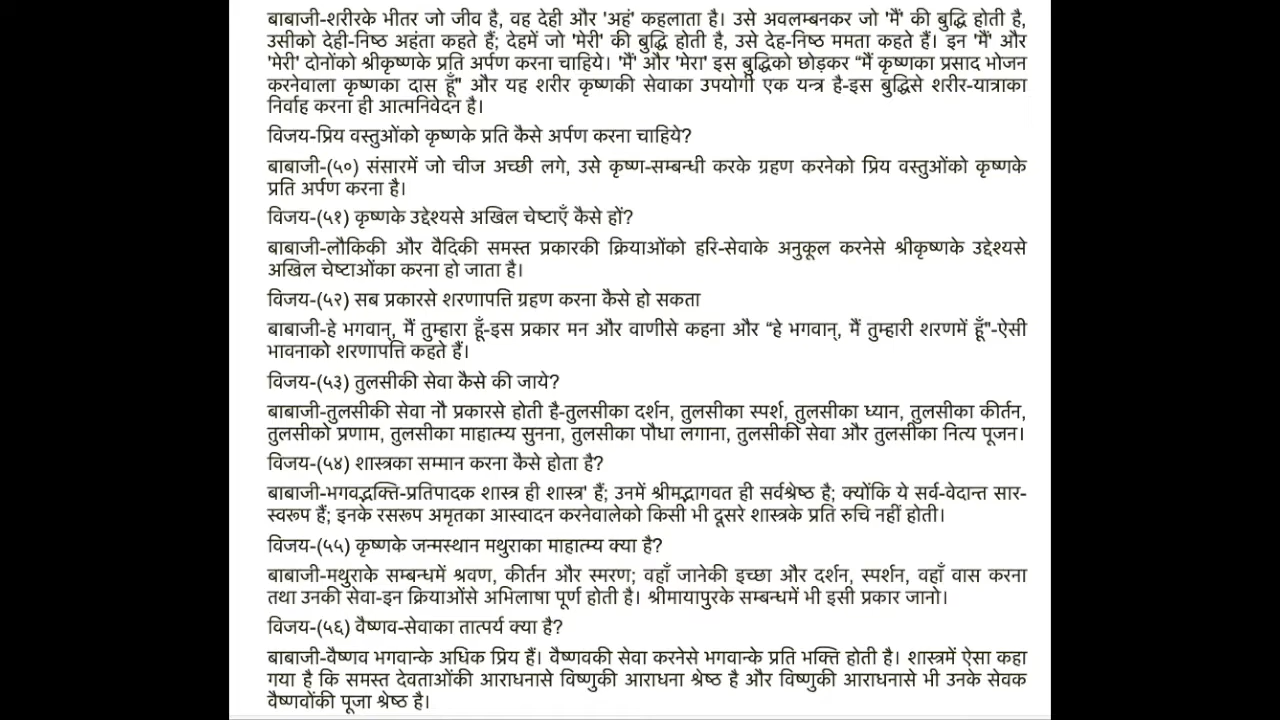 बाबाजी-शरीरके भीतर जो जीव है, वह देही और 'अहं' कहलाता है। उसे अवलम्बनकर जो 'मैं' की बुद्धि होती है,
उसीको देही-निष्ठ अहंता कहते हैं; देहमें जो 'मेरी' की बुद्धि होती है, उसे देह-निष्ठ ममता कहते हैं। इन 'मैं' और
'मेरी' दोनोंको श्रीकृष्णके प्रति अर्पण करना चाहिये। 'मैं' और 'मेरा' इस बुद्धिको छोड़कर “मैं कृष्णका प्रसाद भोजन
करनेवाला कृष्णका दास हूँ" और यह शरीर कृष्णकी सेवाका उपयोगी एक यन्त्र है-इस बुद्धिसे शरीर-यात्राका
निर्वाह करना ही आत्मनिवेदन है।
विजय-प्रिय वस्तुओंको कृष्णके प्रति कैसे अर्पण करना चाहिये?
बाबाजी-(५०) संसारमें जो चीज अच्छी लगे, उसे कृष्ण-सम्बन्धी करके ग्रहण करनेको प्रिय वस्तुओंको कृष्णके
प्रति अर्पण करना है।
विजय-(५१) कृष्णके उद्देश्यसे अखिल चेष्टाएँ कैसे हों?
बाबाजी-लौकिकी और वैदिकी समस्त प्रकारकी क्रियाओंको हरि-सेवाके अनुकूल करनेसे श्रीकृष्णके उद्देश्यसे
अखिल चेष्टाओंका करना हो जाता है।
विजय-(५२) सब प्रकारसे शरणापत्ति ग्रहण करना कैसे हो सकता
बाबाजी-हे भगवान्, मैं तुम्हारा हूँ-इस प्रकार मन और वाणीसे कहना और “हे भगवान्, मैं तुम्हारी शरणमें हूँ"-ऐसी
भावनाको शरणापत्ति कहते हैं।
विजय-(५३) तुलसीकी सेवा कैसे की जाये?
बाबाजी-तुलसीकी सेवा नौ प्रकारसे होती है-तुलसीका दर्शन, तुलसीका स्पर्श, तुलसीका ध्यान, तुलसीका कीर्तन,
तुलसीको प्रणाम, तुलसीका माहात्म्य सुनना, तुलसीका पौधा लगाना, तुलसीकी सेवा और तुलसीका नित्य पूजन।
विजय-(५४) शास्त्रका सम्मान करना कैसे होता है?
बाबाजी-भगवद्भक्ति-प्रतिपादक शास्त्र ही शास्त्र' हैं; उनमें श्रीमद्भागवत ही सर्वश्रेष्ठ है; क्योंकि ये सर्व-वेदान्त सार-
स्वरूप हैं; इनके रसरूप अमृतका आस्वादन करनेवालेको किसी भी दूसरे शास्त्रके प्रति रुचि नहीं होती।
विजय-(५५) कृष्णके जन्मस्थान मथुराका माहात्म्य क्या है?
बाबाजी-मथुराके सम्बन्धमें श्रवण, कीर्तन और स्मरण; वहाँ जानेकी इच्छा और दर्शन, स्पर्शन, वहाँ वास करना
तथा उनकी सेवा-इन क्रियाओंसे अभिलाषा पूर्ण होती है। श्रीमायापुरके सम्बन्धमें भी इसी प्रकार जानो।
विजय-(५६) वैष्णव-सेवाका तात्पर्य क्या है?
बाबाजी-वैष्णव भगवान्के अधिक प्रिय हैं। वैष्णवकी सेवा करनेसे भगवान्के प्रति भक्ति होती है। शास्त्रमें ऐसा कहा
गया है कि समस्त देवताओंकी आराधनासे विष्णुकी आराधना श्रेष्ठ है और विष्णुकी आराधनासे भी उनके सेवक
वैष्णवोंकी पूजा श्रेष्ठ है।